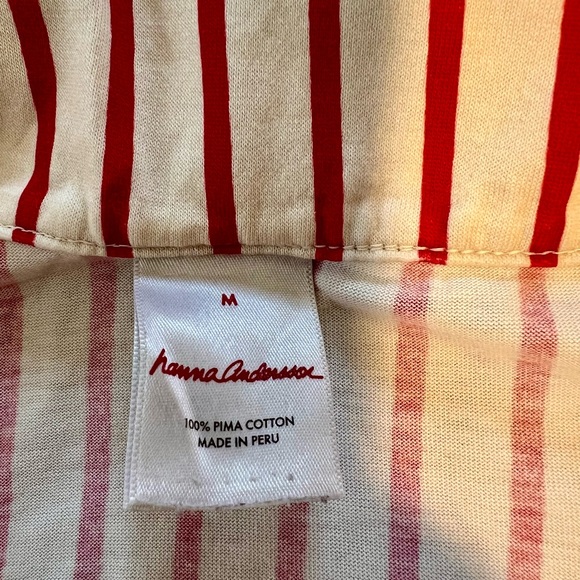 M
hanna Andersson
100% PIMA COTTON
MADE IN PERU